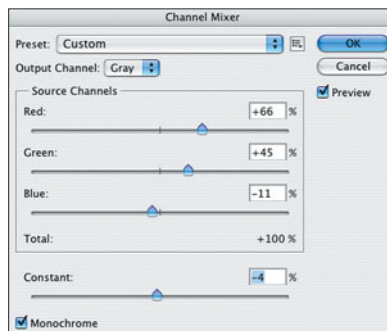 Channel Mixer
Preset: Custom
OK
Output Channel: Gray
Cancel
Source Channels
Preview
Red: +66 %
Green: +45 %
Blue: -11 %
Total: +100 %
Constant: -4 %
Monochrome